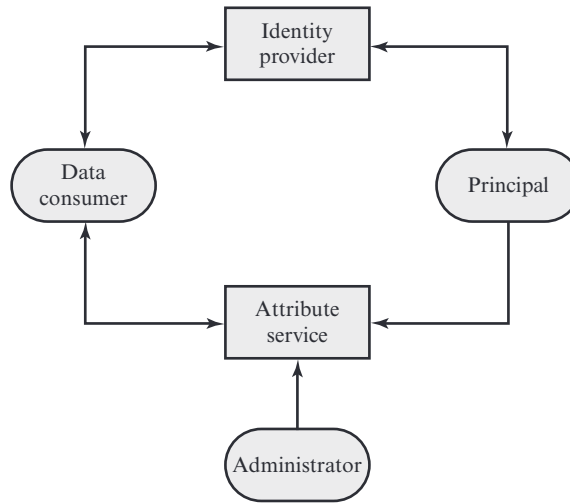 Identity
provider
Data
consumer
Principal
Attribute
service
Administrator